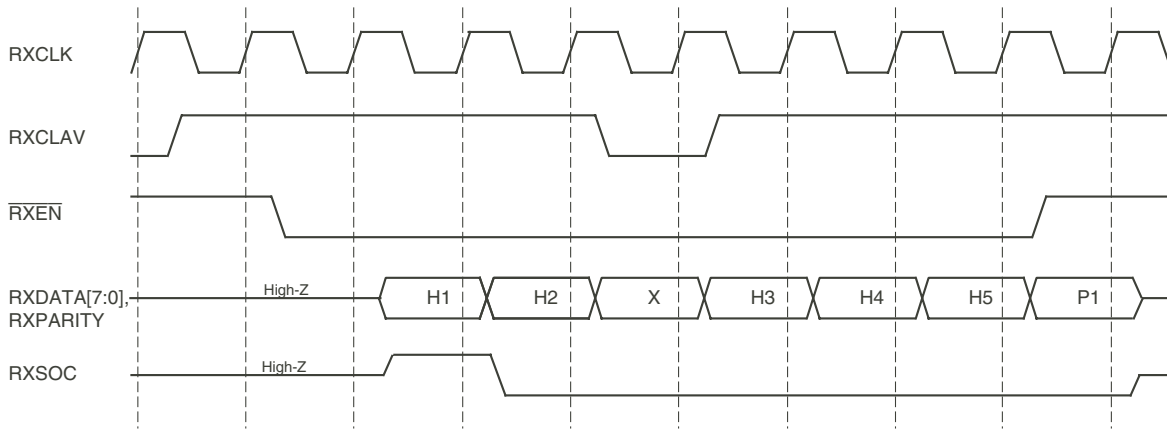 RXCLK
RXCLAV
RXEN
RXDATA[7:0],
RXPARITY
High-Z
H1
H2
X
H3
H4
H5
P1
RXSOC
High-Z